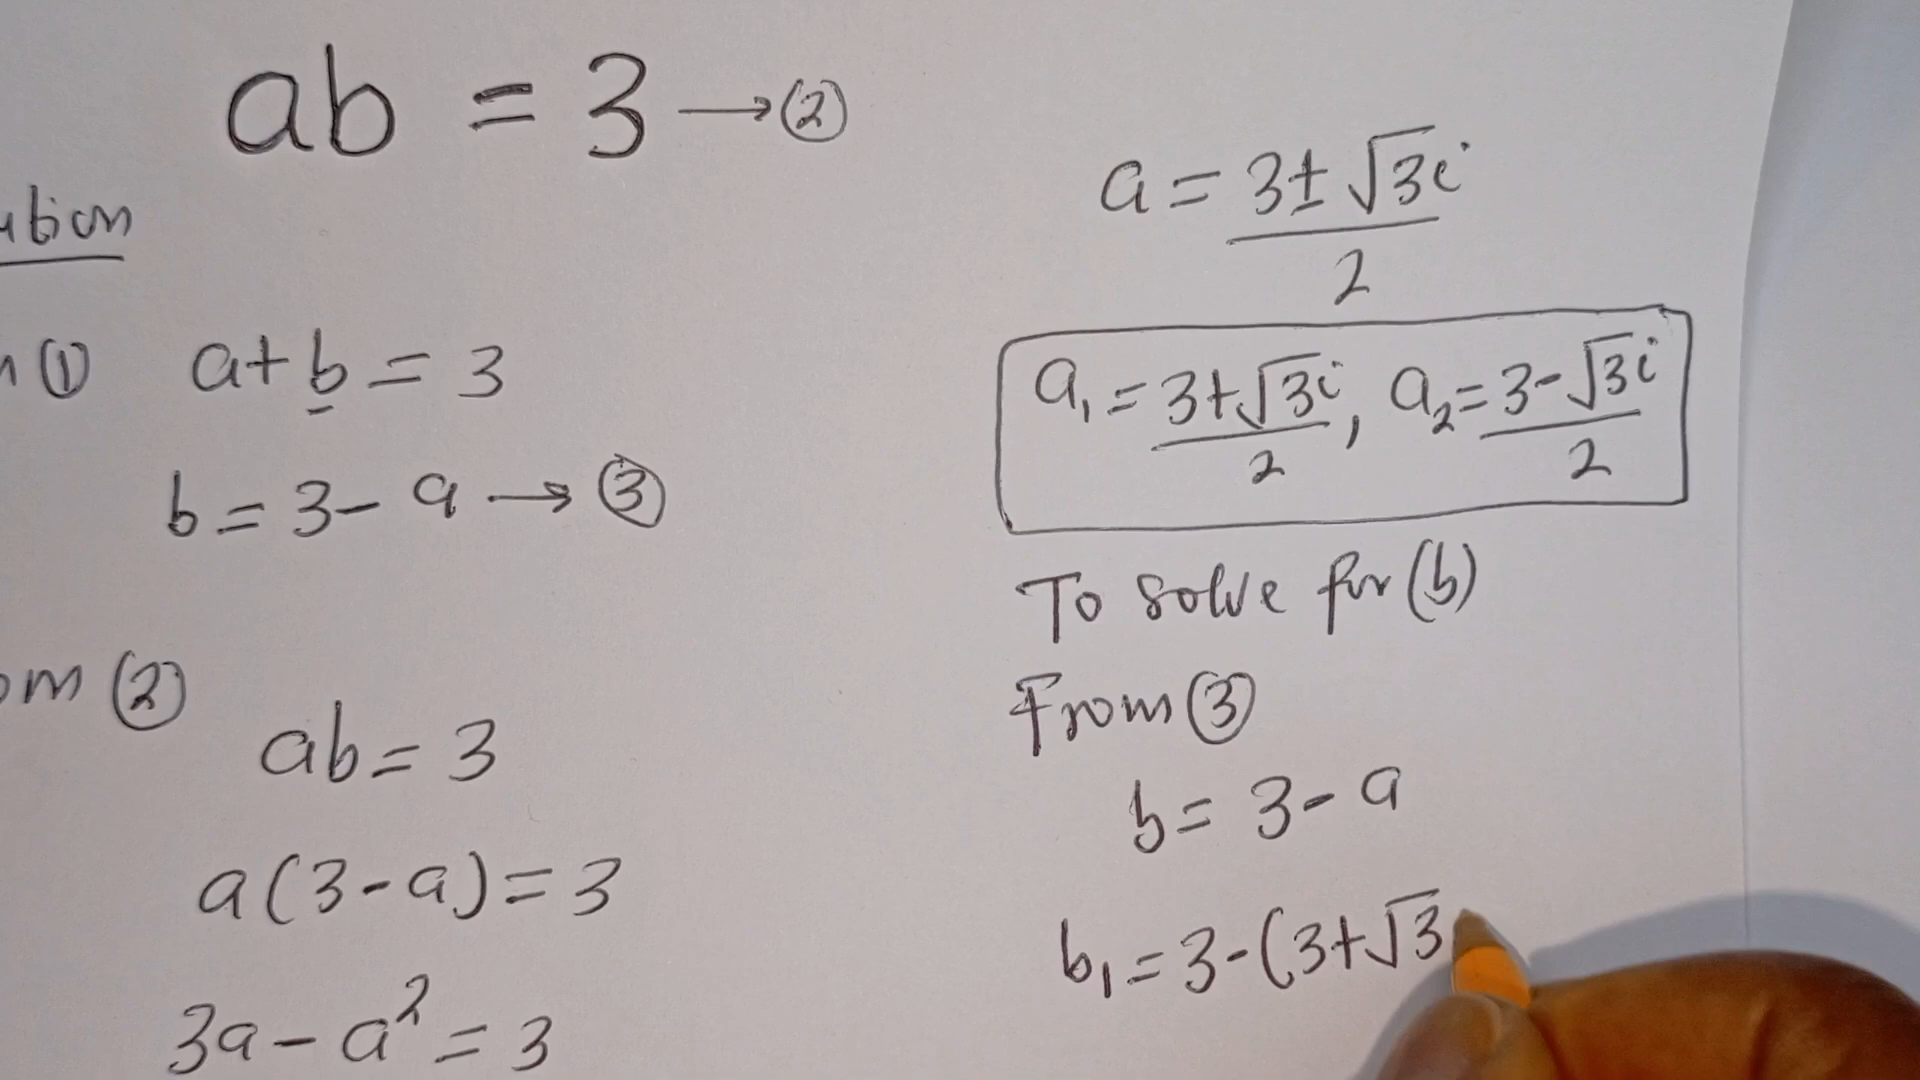 ab = 3 → ②
ution
n ① a+b = 3
b = 3 - a → ③
om ②
ab = 3
a(3-a) = 3
3a - a² = 3
a = 3 ± √3i
2
a₁ = 3+√3i, a₂ = 3-√3i
2 2
To solve for (b)
From ③
b = 3 - a
b₁ = 3-(3+√3